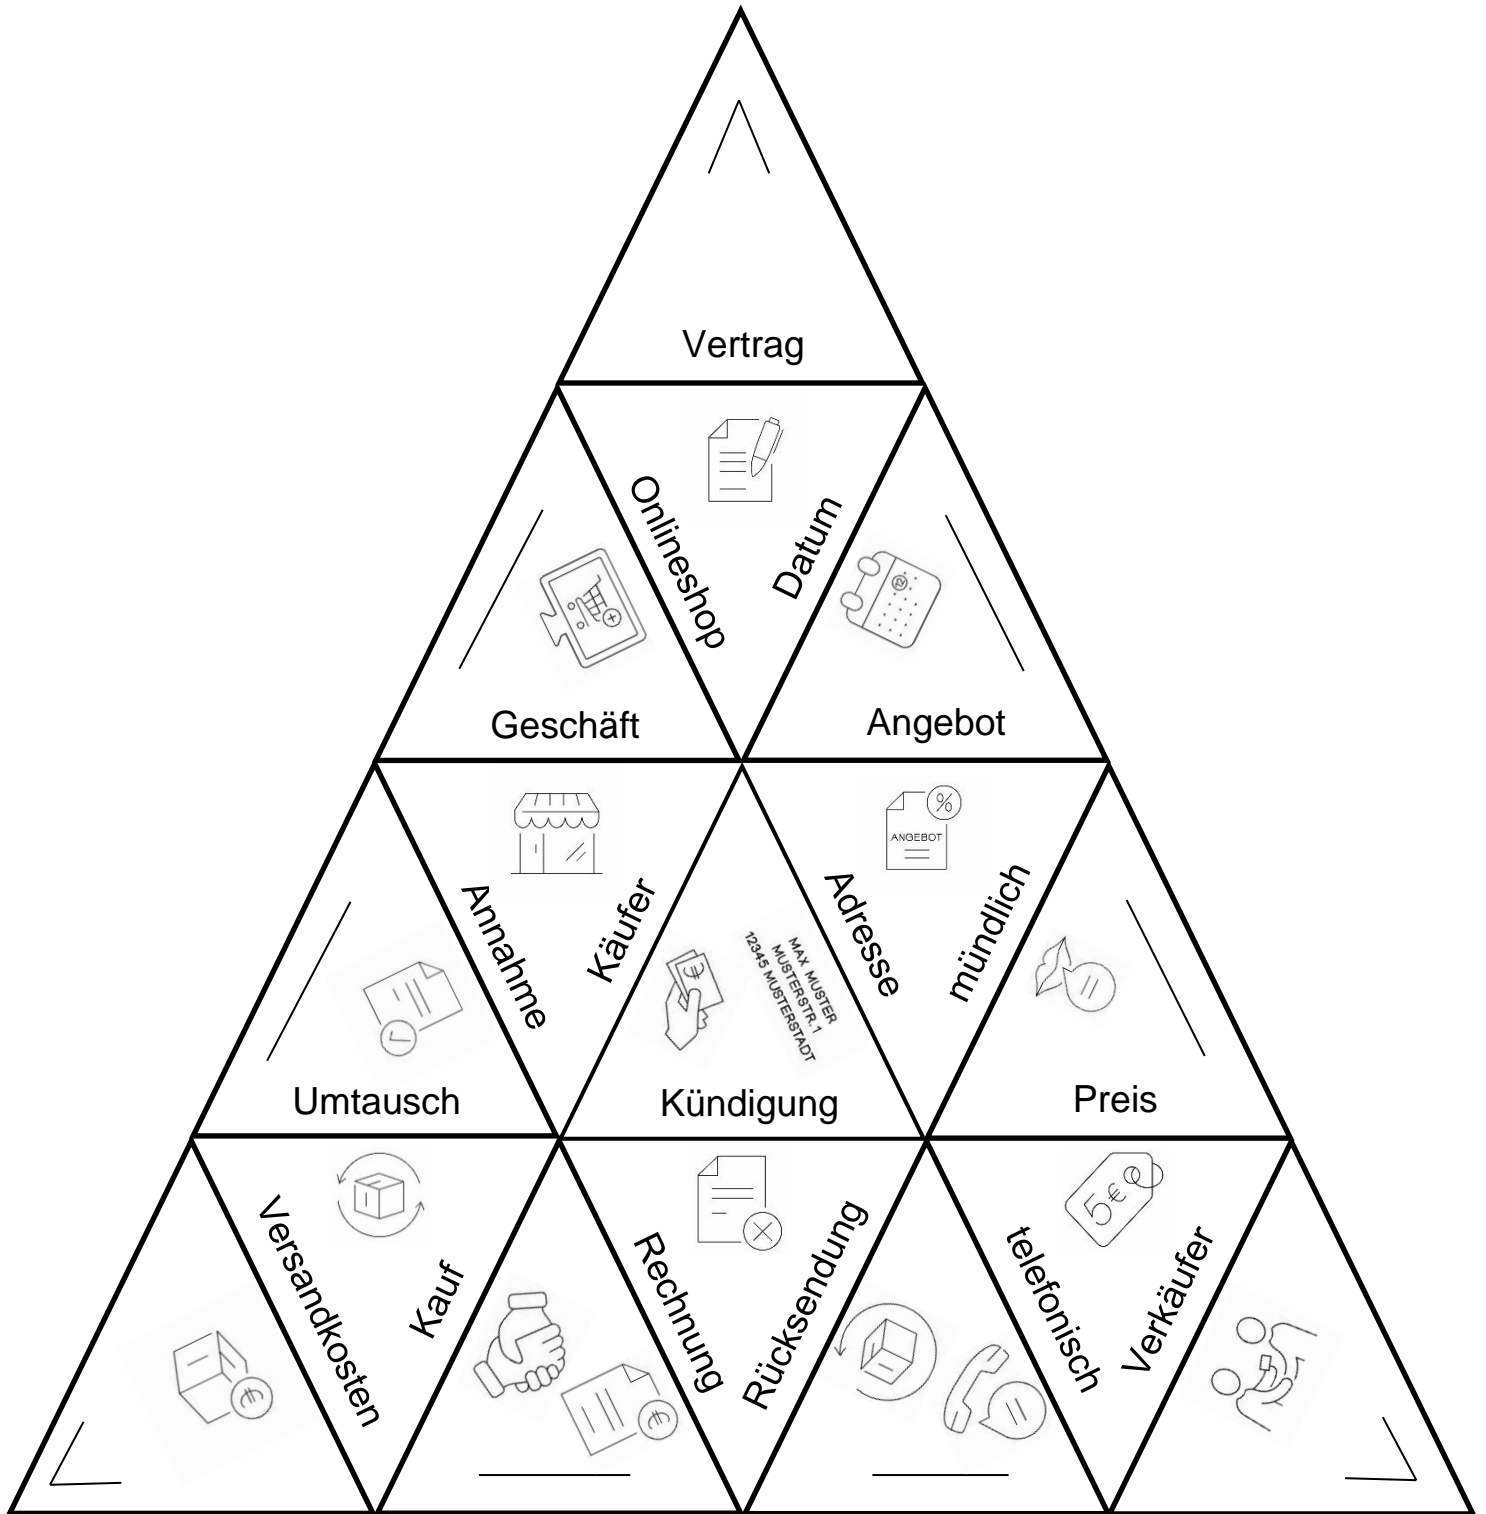 Vertrag
Onlineshop
Datum
12
Geschäft
Angebot
%
ANGEBOT
Annahme
Käufer
Adresse
mündlich
€
MAX MUSTER
MUSTERSTR.1
12345 MUSTERSTADT
Umtausch
Kündigung
Preis
5€
Versandkosten
Kauf
Rechnung
Rücksendung
telefonisch
Verkäufer
€
€